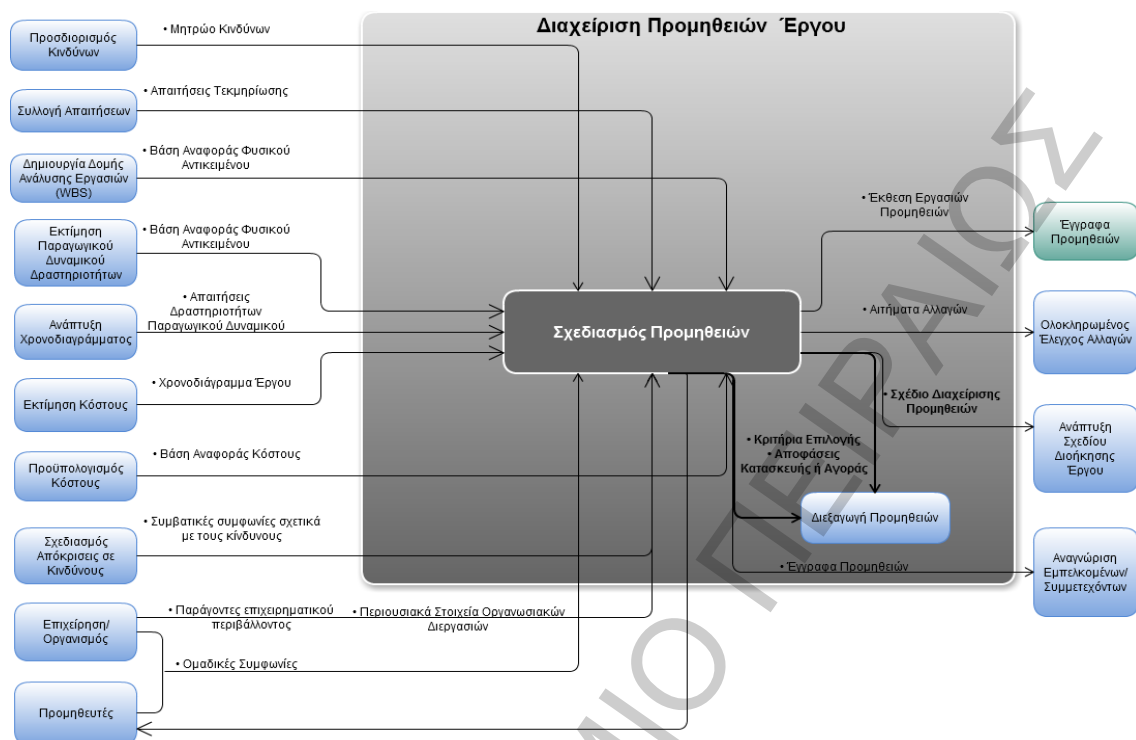 Διαχείριση Προμηθειών Έργου
Προσδιορισμός
Κινδύνων
• Μητρώο Κινδύνων
Συλλογή Απαιτήσεων
• Απαιτήσεις Τεκμηρίωσης
Δημιουργία Δομής
Ανάλυσης Εργασιών
(WBS)
• Βάση Αναφοράς Φυσικού
Αντικειμένου
Εκτίμηση
Παραγωγικού
Δυναμικού
Δραστηριοτήτων
• Βάση Αναφοράς Φυσικού
Αντικειμένου
Ανάπτυξη
Χρονοδιαγράμματος
• Απαιτήσεις
Δραστηριοτήτων
Παραγωγικού Δυναμικού
Εκτίμηση Κόστους
• Χρονοδιάγραμμα Έργου
Προϋπολογισμός
Κόστους
• Βάση Αναφοράς Κόστους
Σχεδιασμός
Απόκρισεις σε
Κινδύνους
• Συμβατικές συμφωνίες σχετικά
με τους κίνδυνους
Επιχείρηση/
Οργανισμός
• Παράγοντες επιχειρηματικού
περιβάλλοντος
• Περιουσιακά Στοιχεία Οργανωσιακών
Διεργασιών
• Ομαδικές Συμφωνίες
Προμηθευτές
Σχεδιασμός Προμηθειών
• Έκθεση Εργασιών
Προμηθειών
Έγγραφα
Προμηθειών
• Αιτήματα Αλλαγών
Ολοκληρωμένος
Έλεγχος Αλλαγών
• Σχέδιο Διαχείρισης
Προμηθειών
Ανάπτυξη
Σχεδίου
Διοίκησης
Έργου
• Κριτήρια Επιλογής
• Αποφάσεις
Κατασκευής ή Αγοράς
Διεξαγωγή Προμηθειών
• Έγγραφα Προμηθειών
Αναγνώριση
Εμπελκομένων/
Συμμετεχόντων
ΜΙΟ ΠΕΙΡΑΙΩΣ